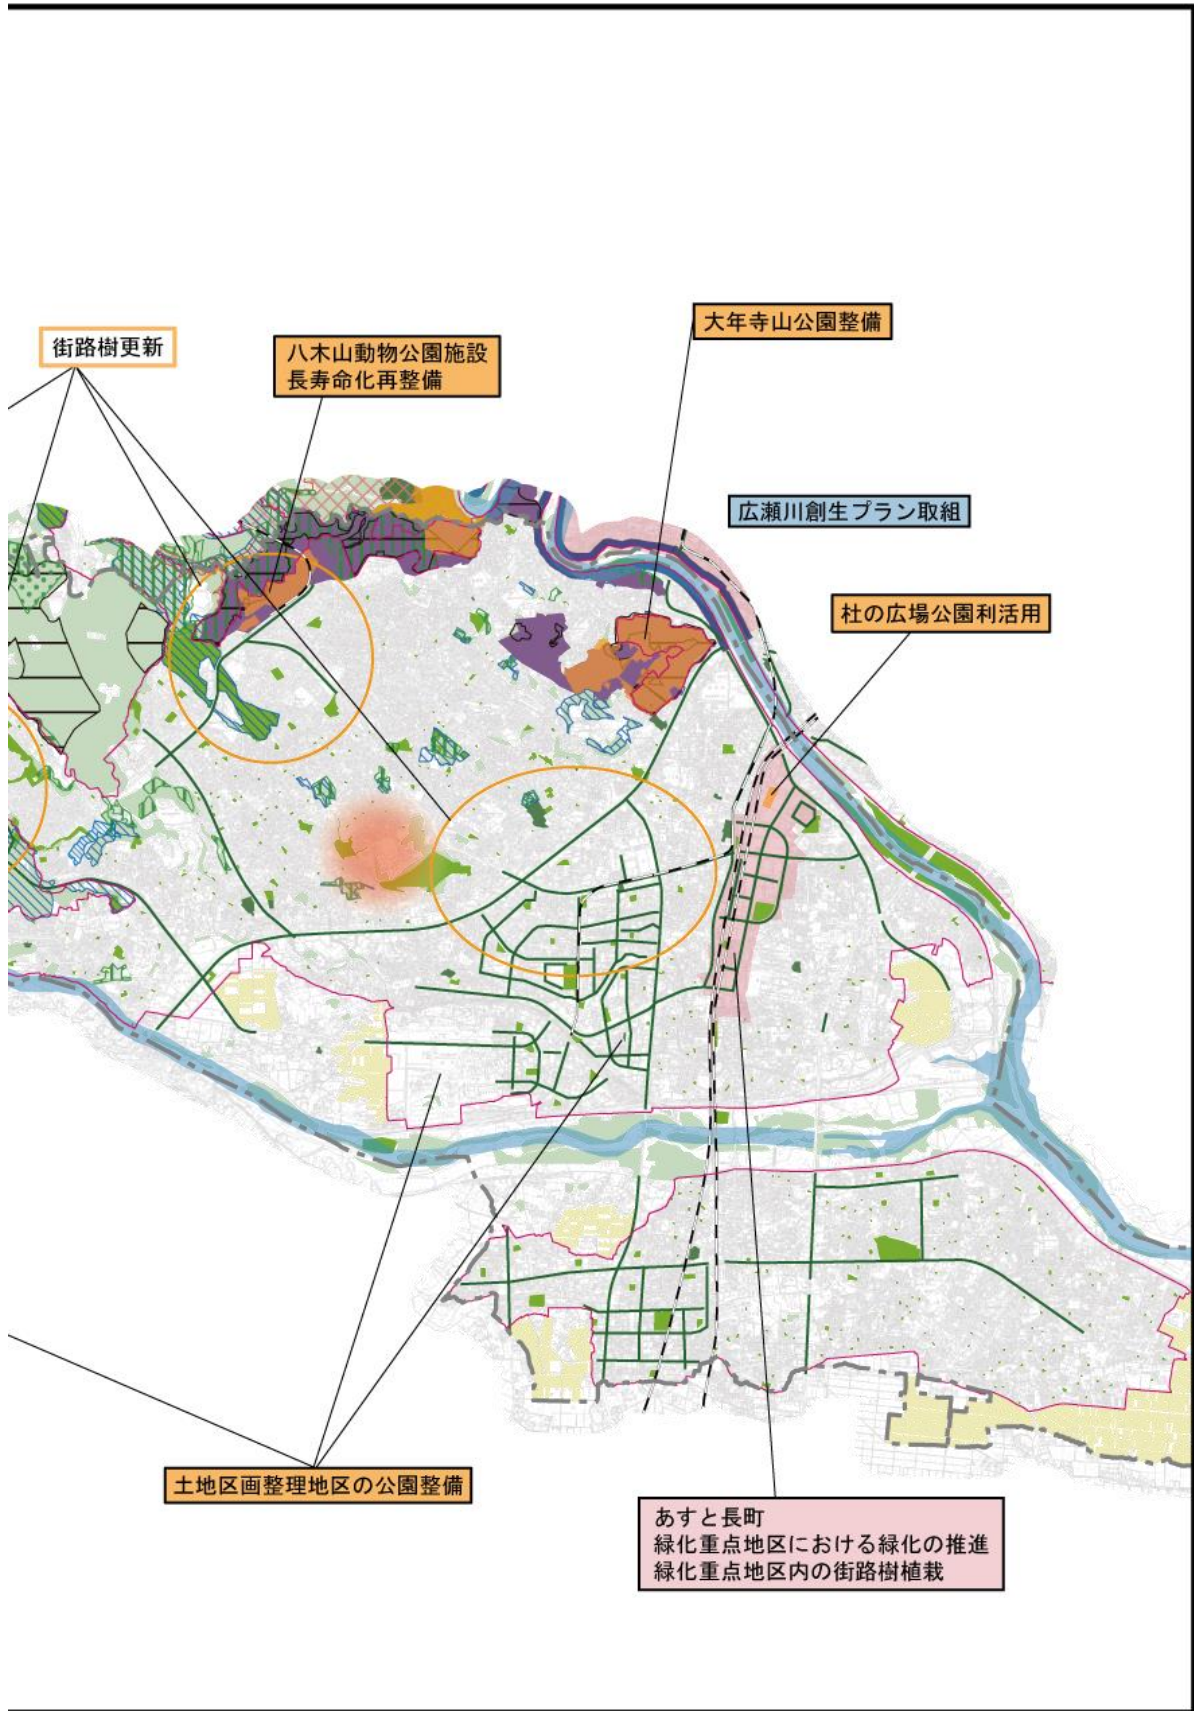 大年寺山公園整備
街路樹更新
八木山動物公園施設
長寿命化再整備
広瀬川創生プラン取組
杜の広場公園利活用
土地区画整理地区の公園整備
あすと長町
緑化重点地区における緑化の推進
緑化重点地区内の街路樹植栽